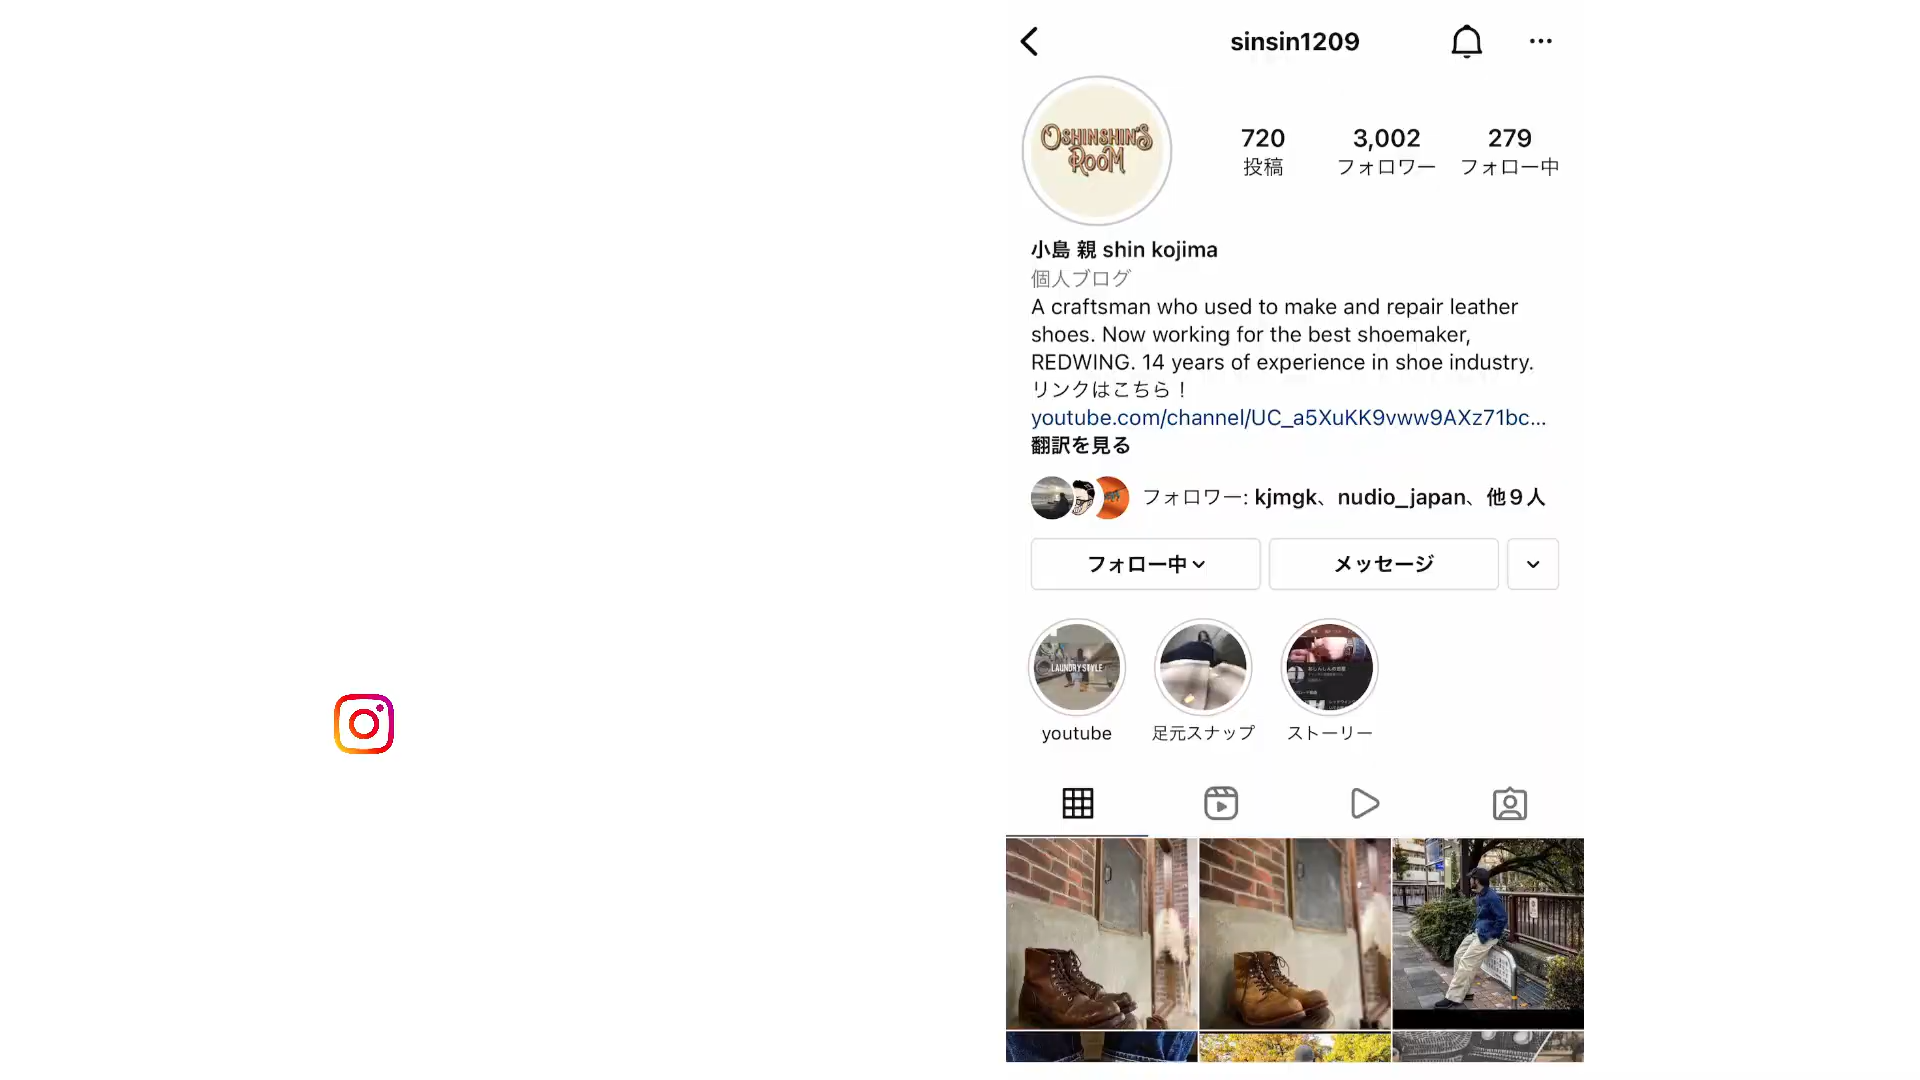 sinsin1209
OSHINSHIN'S
ROOM
720
投稿
3,002
フォロワー
279
フォロー中
小島 親 shin kojima
個人ブログ
A craftsman who used to make and repair leather
shoes. Now working for the best shoemaker,
REDWING. 14 years of experience in shoe industry.
リンクはこちら！
youtube.com/channel/UC_a5XuKK9vww9AXz71bc...
翻訳を見る
フォロワー: kjmgk、nudio_japan、他９人
フォロー中
メッセージ
LAUNDRY STYLE
youtube
足元スナップ
ストーリー